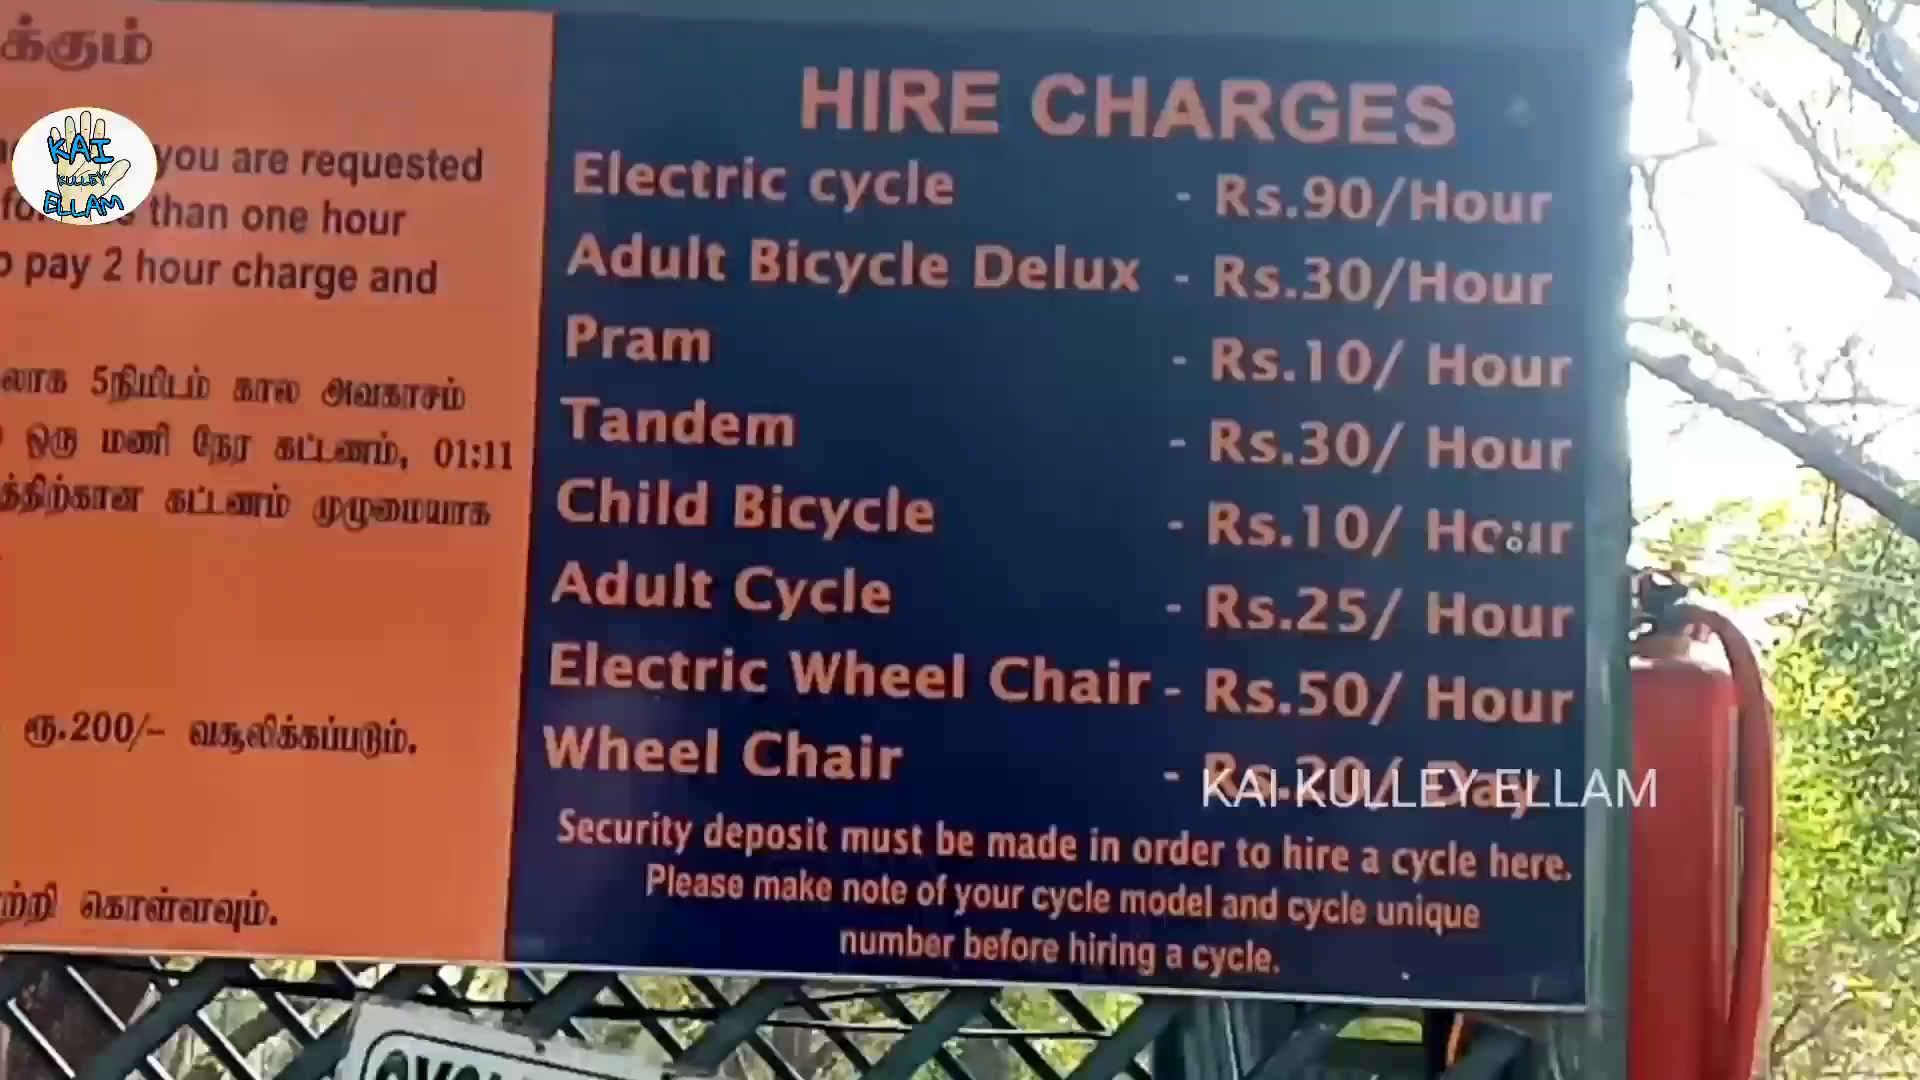 க்கும்
you are requested
than one hour
pay 2 hour charge and
5நிமிடம் கால அவகாசம்
ஒரு மணி நேர கட்டணம், 01:11
கட்டணம் முழுமையாக
ரூ.200/- வசூலிக்கப்படும்.
கொள்ளவும்.
KAI
KULLEY
ELLAM
HIRE CHARGES
Electric cycle - Rs.90/Hour
Adult Bicycle Delux - Rs.30/Hour
Pram - Rs.10/ Hour
Tandem - Rs.30/ Hour
Child Bicycle - Rs.10/ Hour
Adult Cycle - Rs.25/ Hour
Electric Wheel Chair - Rs.50/ Hour
Wheel Chair - Rs.20/ Day
KAI KULLEY ELLAM
Security deposit must be made in order to hire a cycle here.
Please make note of your cycle model and cycle unique
number before hiring a cycle.